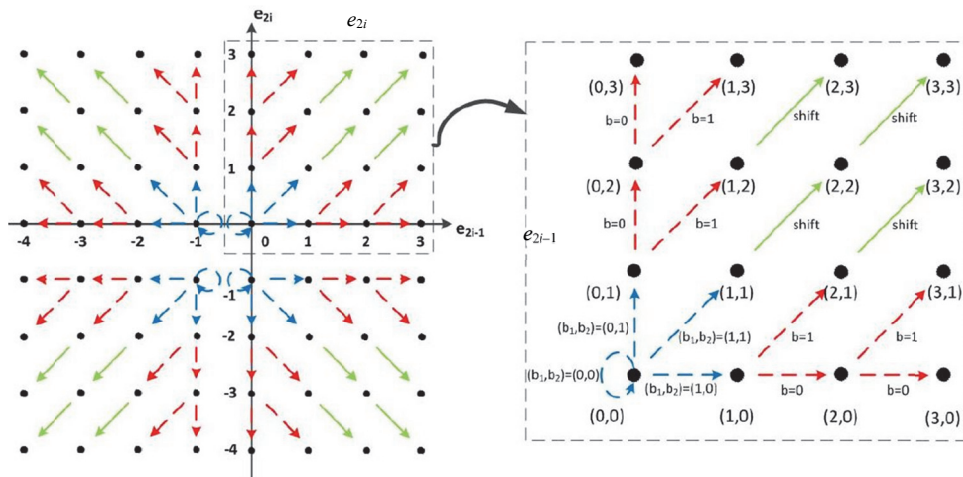 e2i
e2i
3
2
1
-4 -3 -2 -1 0 1 2 3 e2i-1
-1
-2
-3
-4
(0,3) (1,3) (2,3) (3,3)
b=0 b=1 shift shift
(0,2) (1,2) (2,2) (3,2)
b=0 b=1 shift shift
e2i–1
(0,1) (1,1) (2,1) (3,1)
(b1,b2)=(0,1) (b1,b2)=(1,1) b=1 b=1
(b1,b2)=(0,0) (b1,b2)=(1,0) b=0 b=0
(0,0) (1,0) (2,0) (3,0)